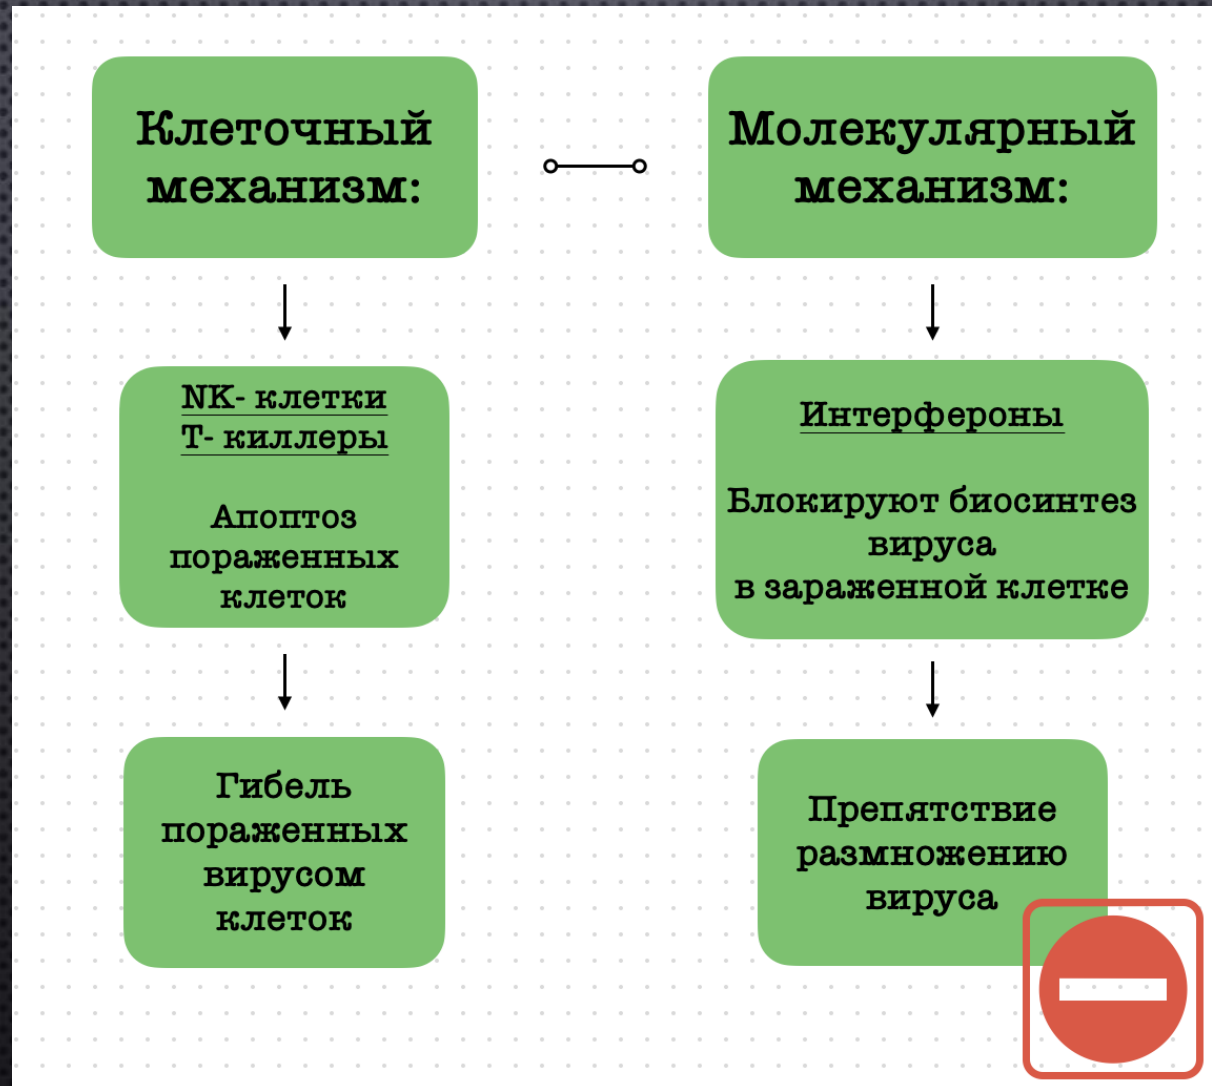 Клеточный
механизм:
Молекулярный
механизм:
NK- клетки
Т- киллеры
Апоптоз
пораженных
клеток
Интерфероны
Блокируют биосинтез
вируса
в зараженной клетке
Гибель
пораженных
вирусом
клеток
Препятствие
размножению
вируса